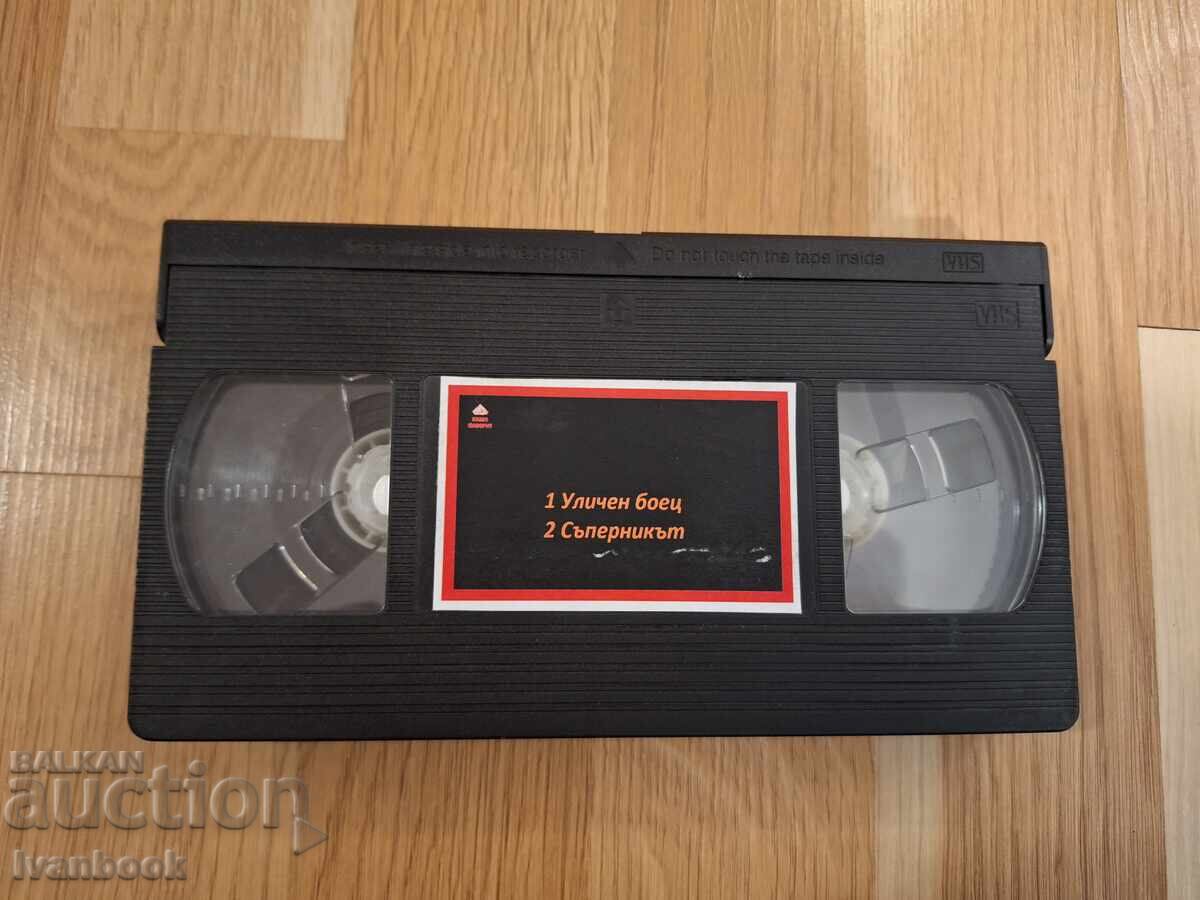 Do not touch the tape inside
VHS
VHS
1 Уличен боец
2 Съперникът
BALKAN
auction
Ivanbook